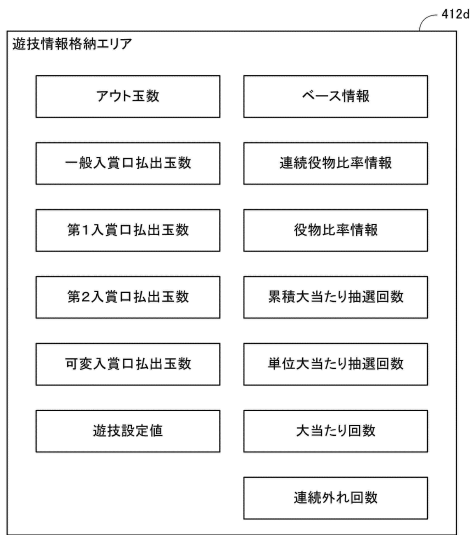 412d
遊技情報格納エリア
アウト玉数
ベース情報
一般入賞口払出玉数
連続役物比率情報
第1入賞口払出玉数
役物比率情報
第2入賞口払出玉数
累積大当たり抽選回数
可変入賞口払出玉数
単位大当たり抽選回数
遊技設定値
大当たり回数
連続外れ回数